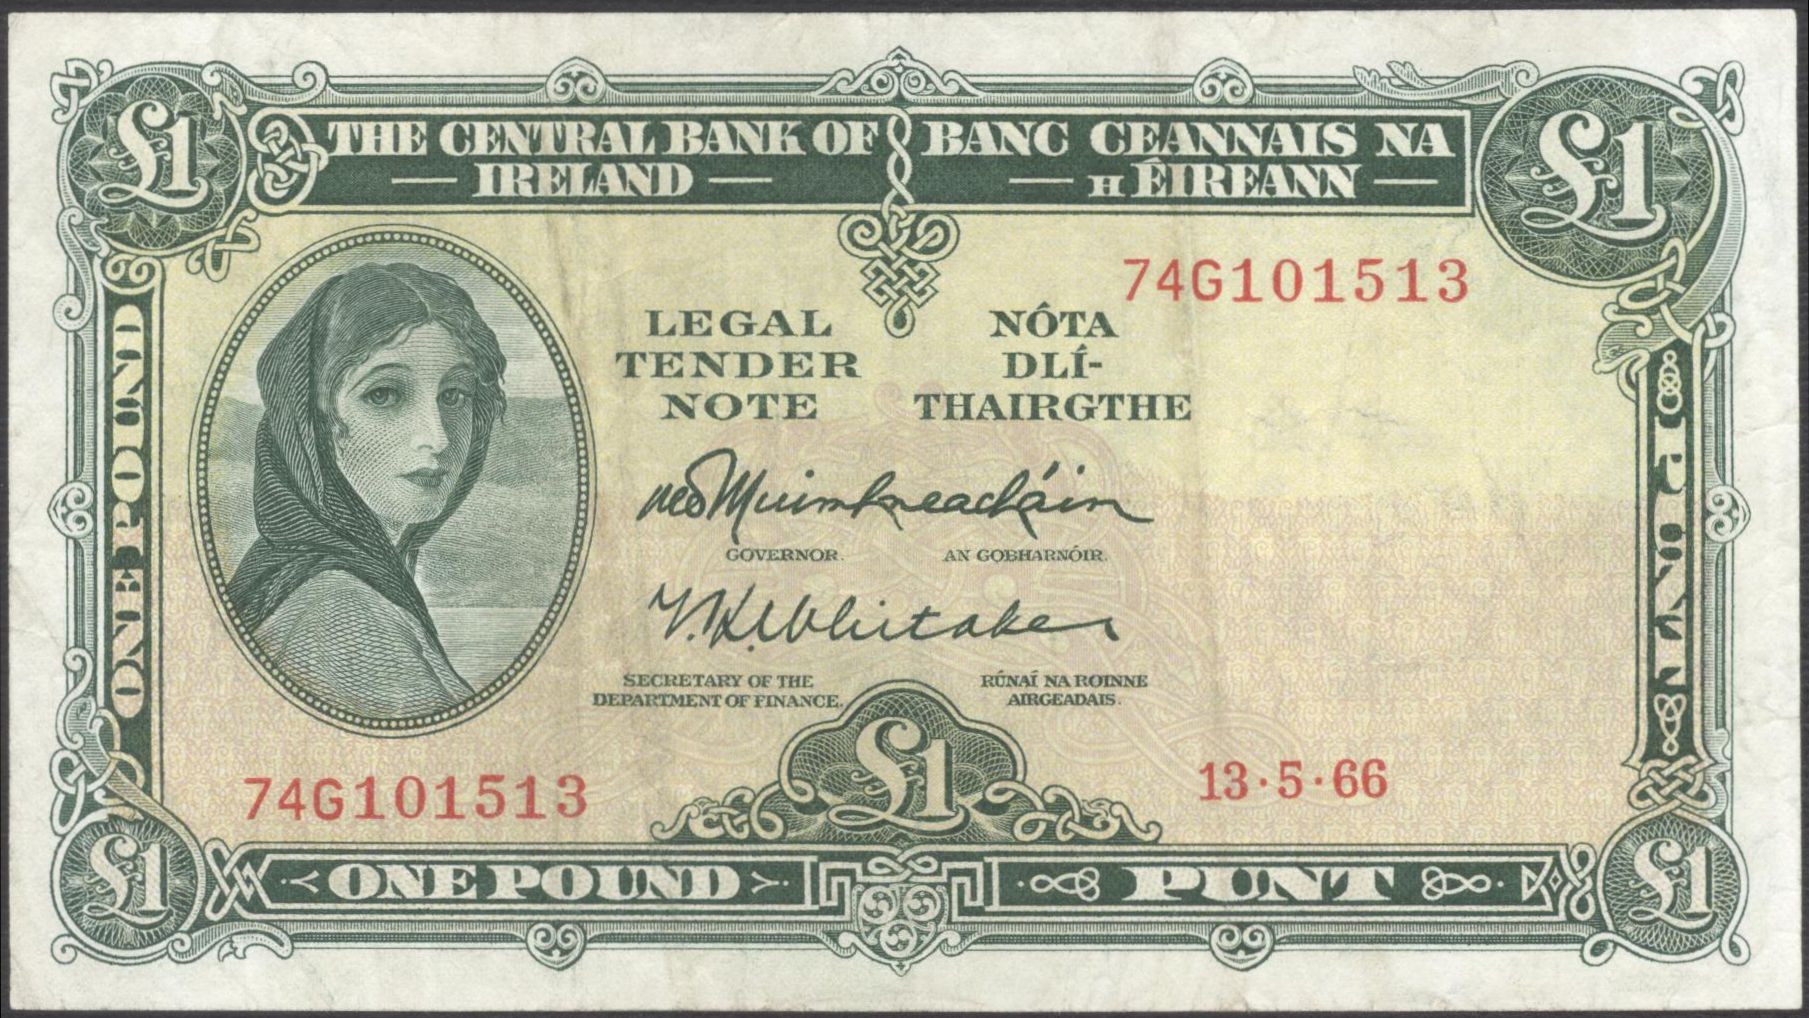 £1
THE CENTRAL BANK OF
— IRELAND —
BANC CEANNAIS NA
— H ÉIREANN —
£1
74G101513
LEGAL
TENDER
NOTE
NÓTA
DLÍ-
THAIRGTHE
ONE POUND
PUNT
GOVERNOR.
AN GOBHARNÓIR.
T.K. Whitaker
SECRETARY OF THE
DEPARTMENT OF FINANCE.
RÚNAÍ NA ROINNE
AIRGEADAIS.
74G101513
£1
13·5·66
£1
ONE POUND
PUNT
£1